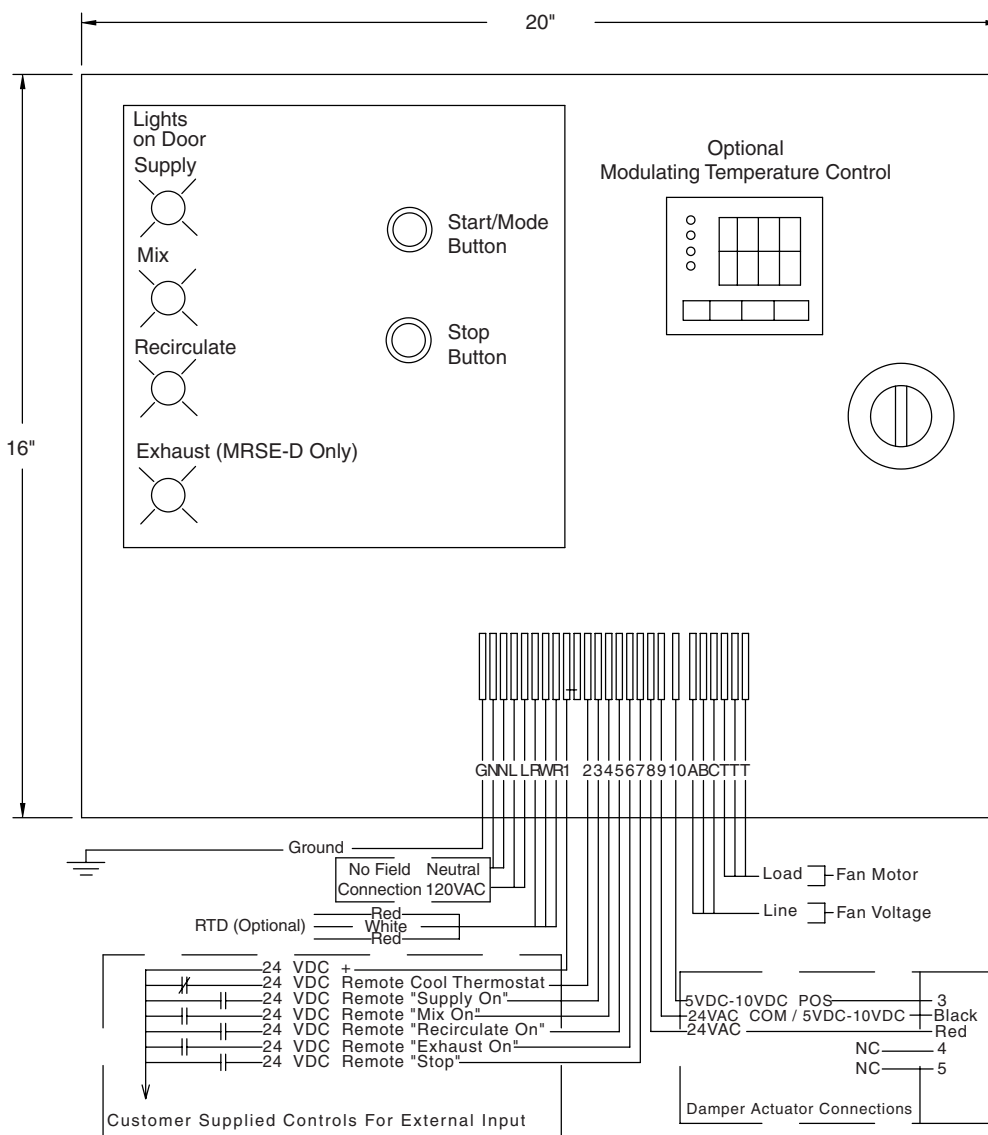 20"
Lights
on Door
Supply
Mix
Recirculate
Exhaust (MRSE-D Only)
Start/Mode
Button
Stop
Button
Optional
Modulating Temperature Control
16"
GNNLLRWR1 2345678910ABCTTT
Ground
No Field Neutral
Connection 120VAC
RTD (Optional)
Red
White
Red
Load Fan Motor
Line Fan Voltage
24 VDC +
24 VDC Remote Cool Thermostat
24 VDC Remote "Supply On"
24 VDC Remote "Mix On"
24 VDC Remote "Recirculate On"
24 VDC Remote "Exhaust On"
24 VDC Remote "Stop"
Customer Supplied Controls For External Input
5VDC-10VDC POS 3
24VAC COM / 5VDC-10VDC Black
24VAC Red
NC 4
NC 5
Damper Actuator Connections